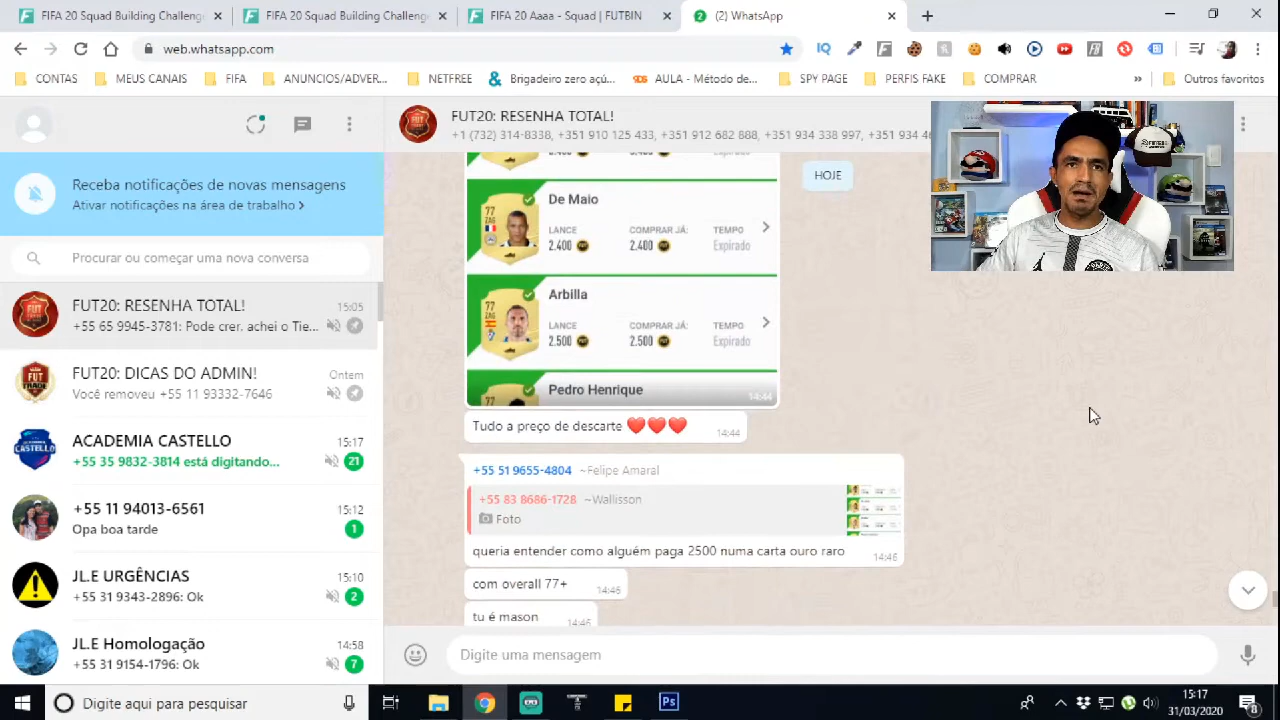 FIFA 20 Squad Building Challenge
FIFA 20 Squad Building Challenge
FIFA 20 Aaaa - Squad | FUTBIN
(2) WhatsApp
web.whatsapp.com
CONTAS
MEUS CANAIS
FIFA
ANUNCIOS/ADVER...
NETFREE
Brigadeiro zero açú...
AULA - Método de...
SPY PAGE
PERFIS FAKE
COMPRAR
Outros favoritos
FUT20: RESENHA TOTAL!
+1 (732) 314-8338, +351 910 125 433, +351 912 682 888, +351 934 338 997, +351 934 46
Receba notificações de novas mensagens
Ativar notificações na área de trabalho >
Procurar ou começar uma nova conversa
FUT20: RESENHA TOTAL!
15:05
+55 65 9945-3781: Pode crer, achei o Tie...
FUT20: DICAS DO ADMIN!
Ontem
Você removeu +55 11 93332-7646
ACADEMIA CASTELLO
15:17
+55 35 9832-3814 está digitando...
21
+55 11 94013-6561
15:12
Opa boa tarde
1
JL.E URGÊNCIAS
15:10
+55 31 9343-2896: Ok
2
JL.E Homologação
14:58
+55 31 9154-1796: Ok
7
HOJE
77
ZAG
De Maio
LANCE
COMPRAR JÁ:
TEMPO
2.400
2.400
Expirado
77
ZAG
Arbilla
LANCE
COMPRAR JÁ:
TEMPO
2.500
2.500
Expirado
77
Pedro Henrique
14:44
Tudo a preço de descarte ❤️❤️❤️
14:44
+55 51 9655-4804 ~Felipe Amaral
+55 83 8686-1728 ~Wallisson
Foto
queria entender como alguém paga 2500 numa carta ouro raro
14:46
com overall 77+
14:46
tu é mason
14:46
Digite uma mensagem
Digite aqui para pesquisar
15:17
31/03/2020
8